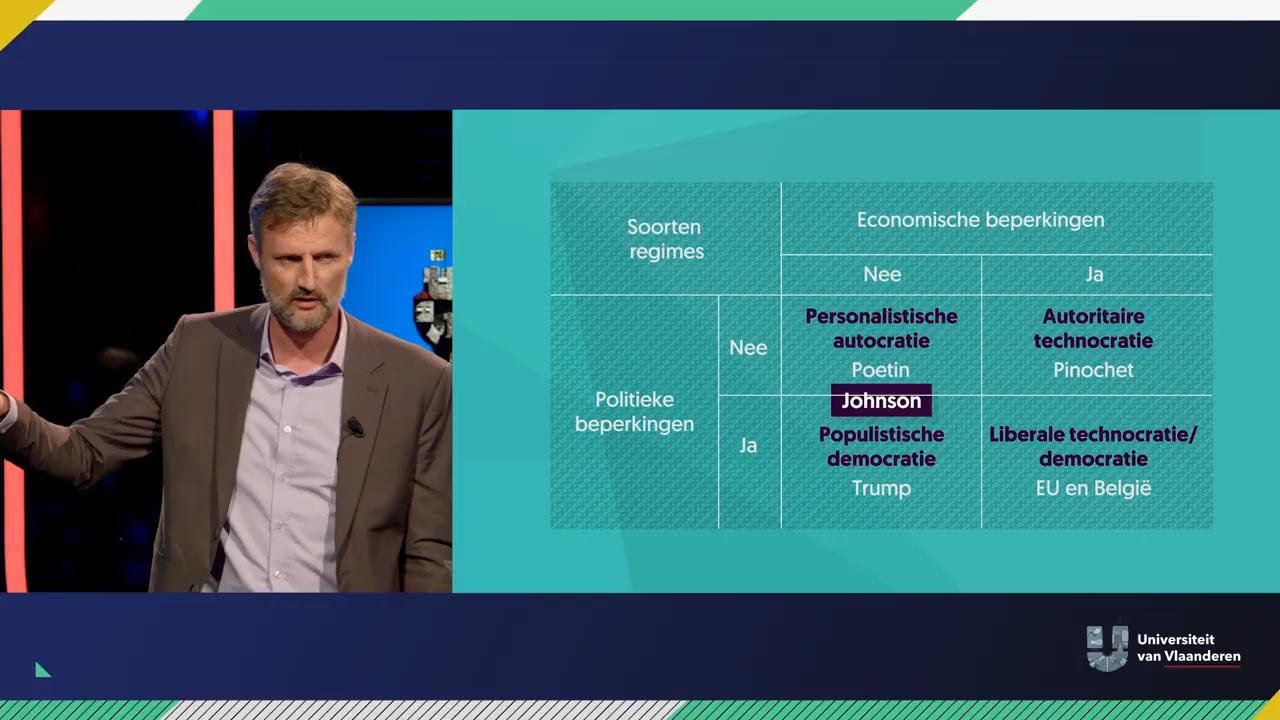 Soorten
regimes
Economische beperkingen
Nee
Ja
Politieke
beperkingen
Nee
Personalistische
autocratie
Poetin
Autoritaire
technocratie
Pinochet
Johnson
Ja
Populistische
democratie
Trump
Liberale technocratie/
democratie
EU en België
Universiteit
van Vlaanderen